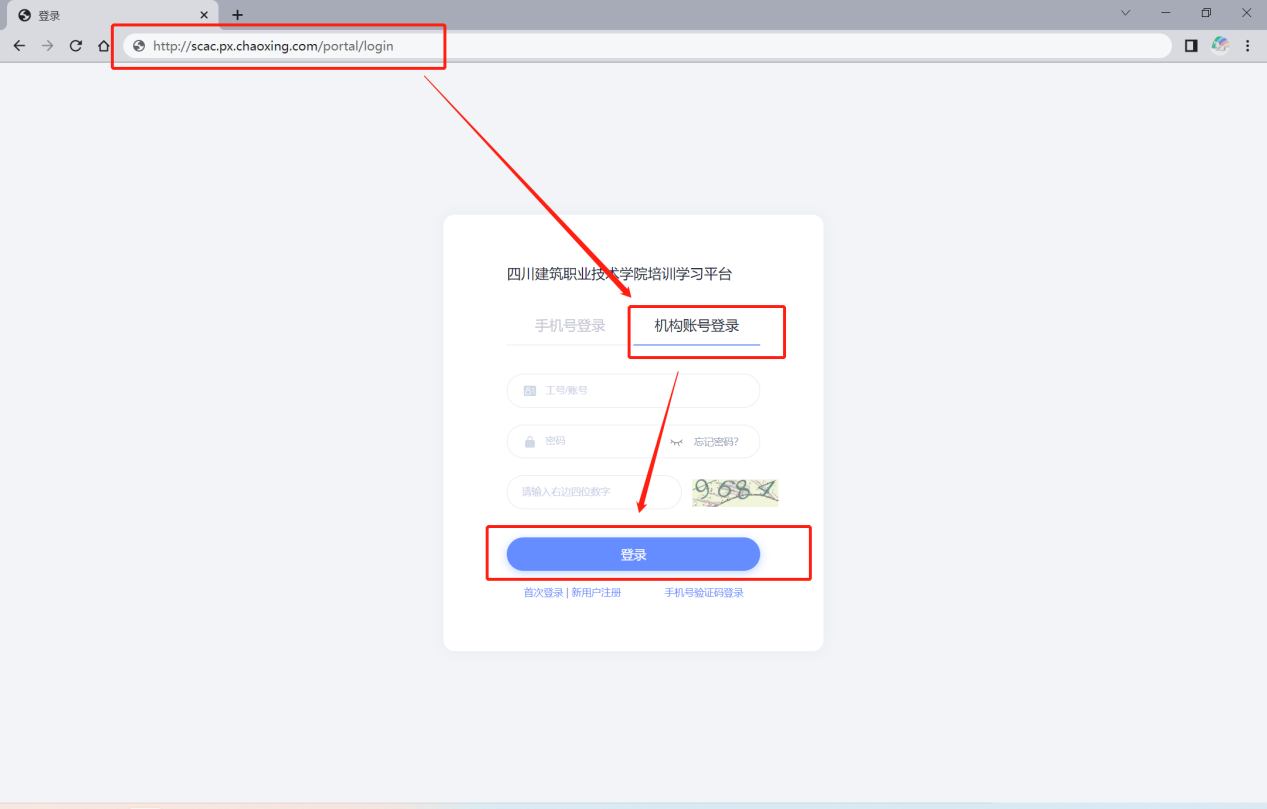 登录
http://scac.px.chaoxing.com/portal/login
四川建筑职业技术学院培训学习平台
手机号登录 机构账号登录
工号/账号
密码 忘记密码?
请输入右边四位数字 9684
登录
首次登录 | 新用户注册 手机号验证码登录